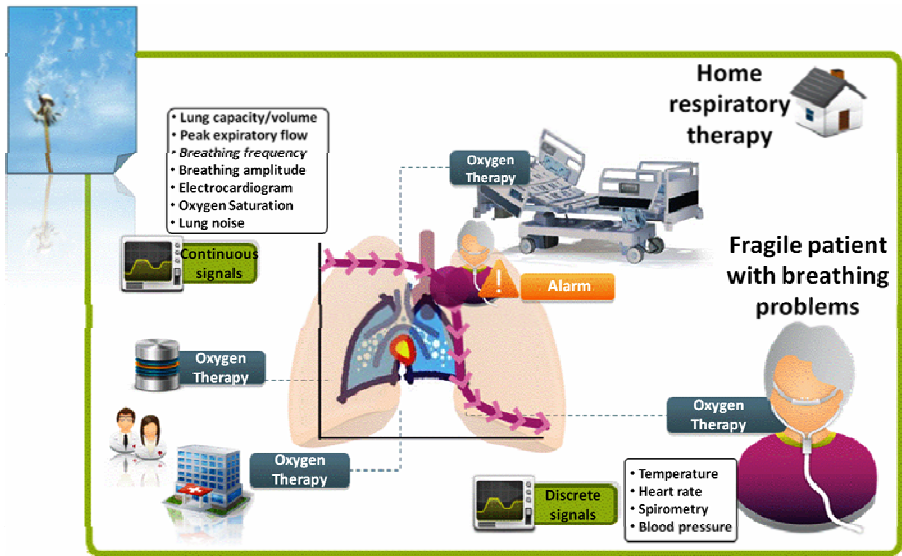 Home
respiratory
therapy
• Lung capacity/volume
• Peak expiratory flow
• Breathing frequency
• Breathing amplitude
• Electrocardiogram
• Oxygen Saturation
• Lung noise
Oxygen
Therapy
Continuous
signals
Fragile patient
with breathing
problems
Alarm
Oxygen
Therapy
Oxygen
Therapy
Oxygen
Therapy
Discrete
signals
• Temperature
• Heart rate
• Spirometry
• Blood pressure